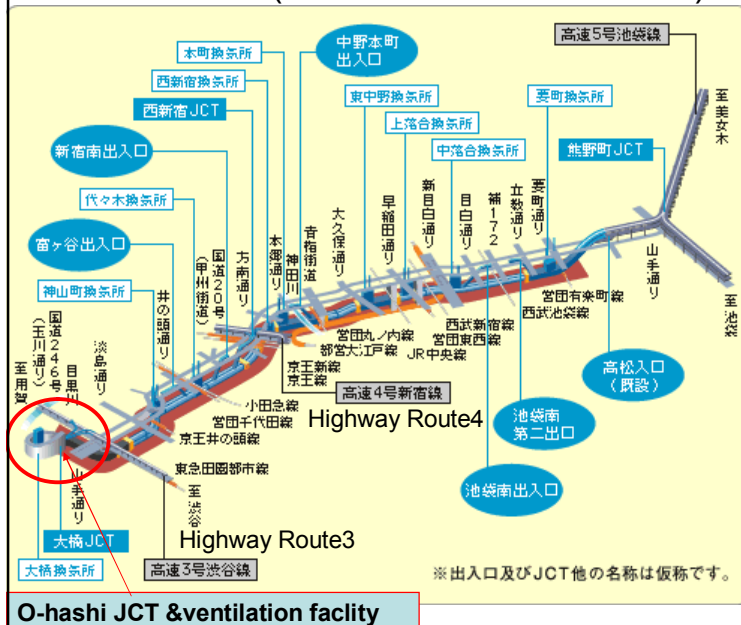 高速5号池袋線
中野本町
出入口
本町換気所
西新宿換気所
西新宿JCT
東中野換気所
要町換気所
上落合換気所
中落合換気所
熊野町JCT
至美女木
新宿南出入口
代々木換気所
富ヶ谷出入口
神山町換気所
国道246号
(玉川通り)
至用賀
目黒川
淡島通り
井の頭通り
国道20号
(甲州街道)
方南通り
本郷通り
神田川
青梅街道
大久保通り
早稲田通り
新目白通り
目白通り
補172
立教通り
要町通り
山手通り
至池袋
営団有楽町線
西武池袋線
西武新宿線
営団東西線
JR中央線
営団丸ノ内線
都営大江戸線
京王新線
京王線
高速4号新宿線
Highway Route4
小田急線
営団千代田線
京王井の頭線
東急田園都市線
至渋谷
山手通り
高松入口
(既設)
池袋南
第二出口
池袋南出入口
大橋JCT
大橋換気所
Highway Route3
高速3号渋谷線
※出入口及びJCT他の名称は仮称です。
O-hashi JCT &ventilation faclity